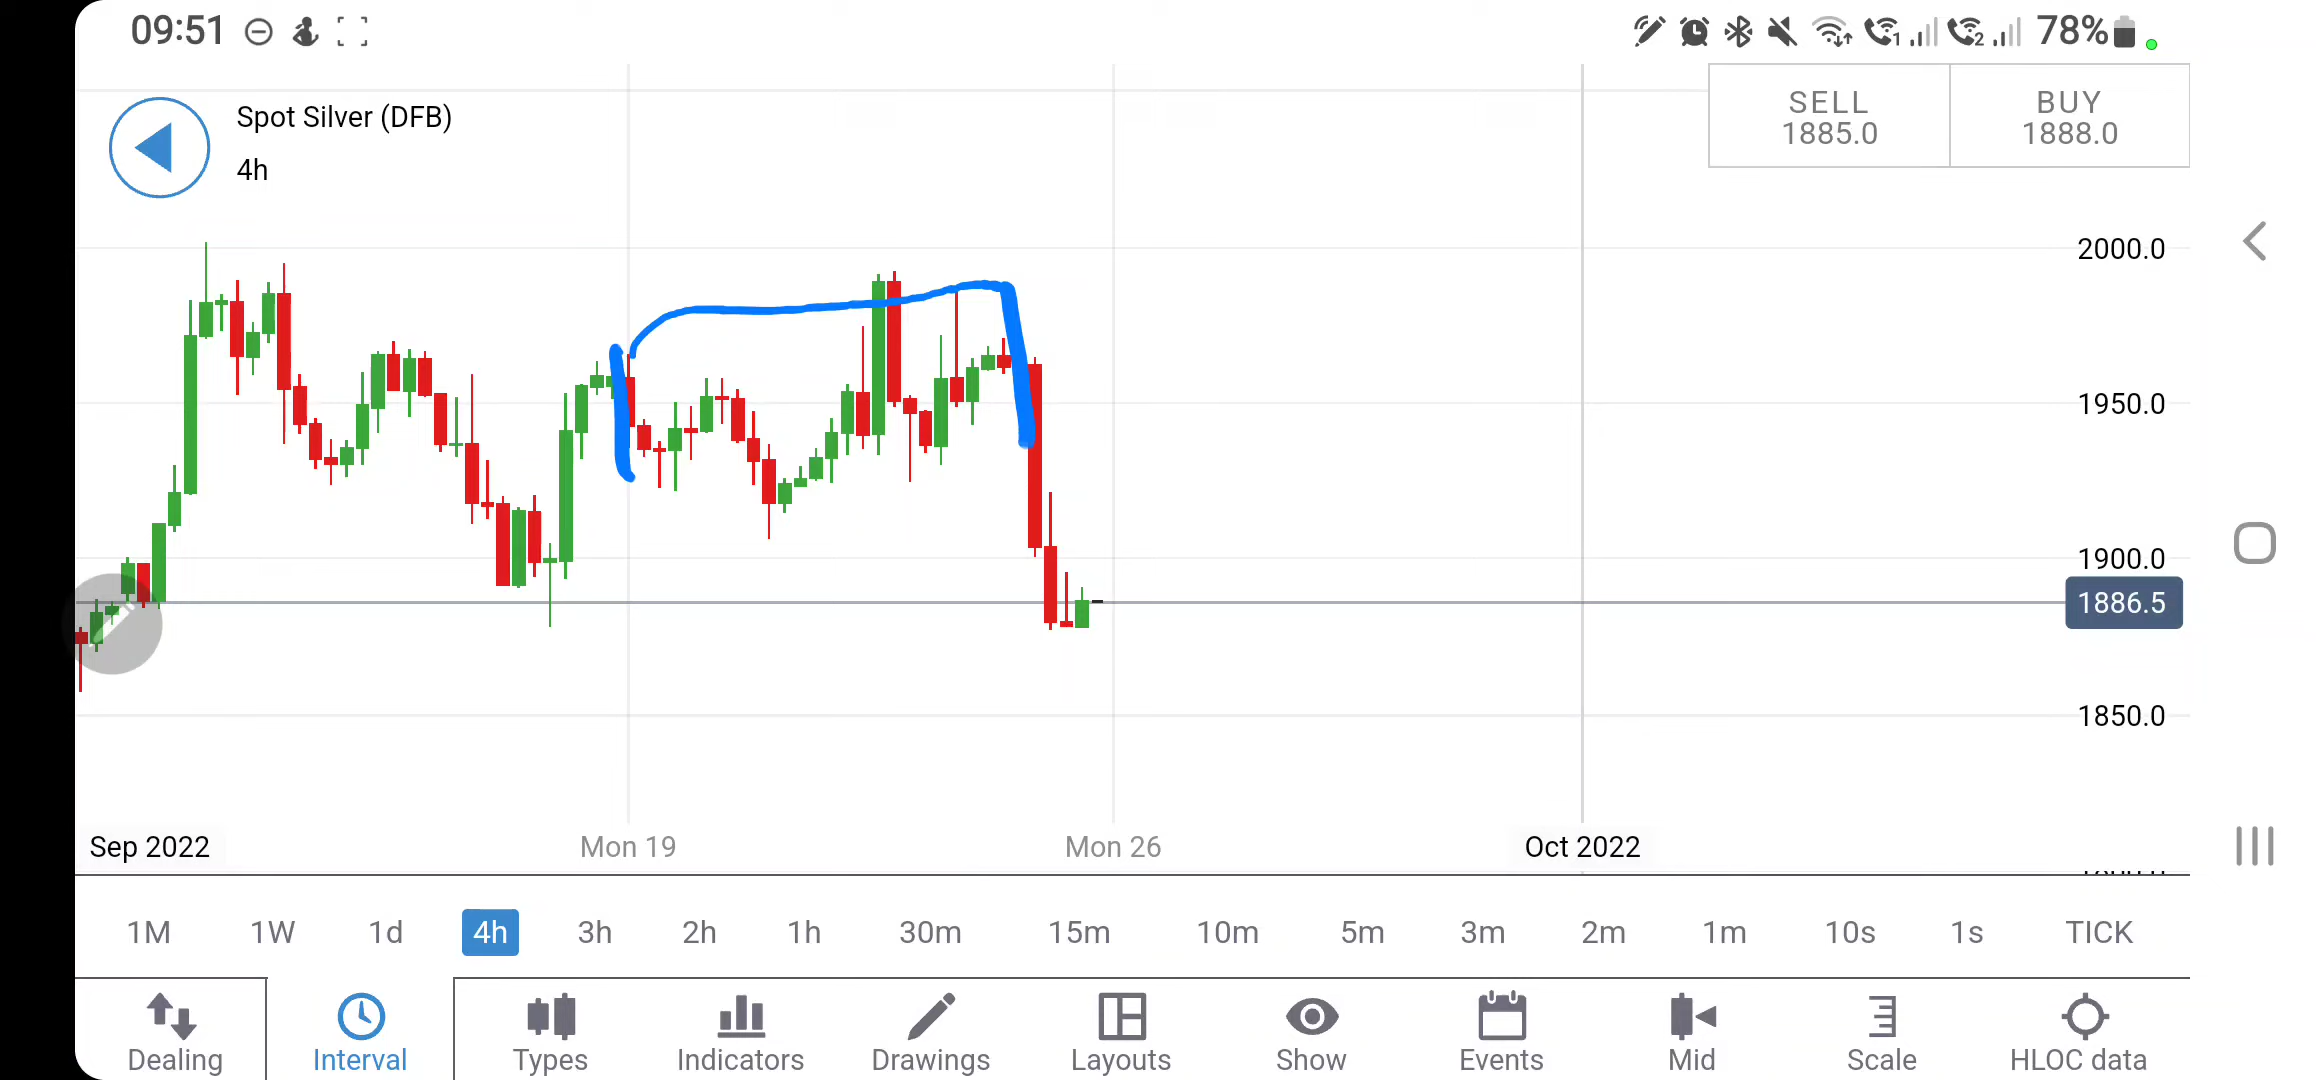 09:51
78%
Spot Silver (DFB)
4h
SELL
1885.0
BUY
1888.0
2000.0
1950.0
1900.0
1886.5
1850.0
Sep 2022
Mon 19
Mon 26
Oct 2022
1M
1W
1d
4h
3h
2h
1h
30m
15m
10m
5m
3m
2m
1m
10s
1s
TICK
Dealing
Interval
Types
Indicators
Drawings
Layouts
Show
Events
Mid
Scale
HLOC data